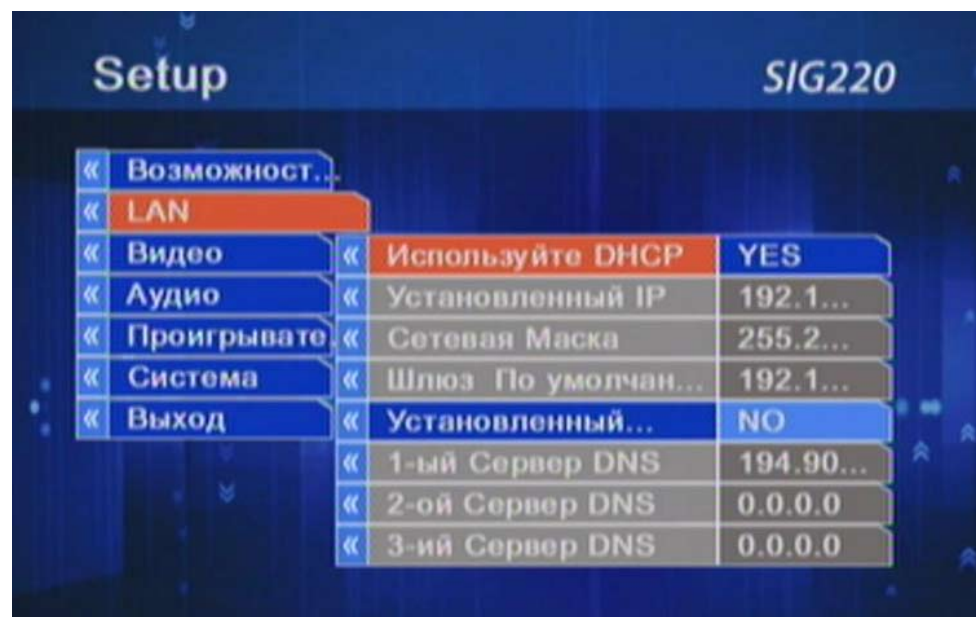 Setup
SIG220
Возможност...
LAN
Видео
Аудио
Проигрывате
Система
Выход
Используйте DHCP YES
Установленный IP 192.1...
Сетевая Маска 255.2...
Шлюз По умолчан... 192.1...
Установленный... NO
1-ый Сервер DNS 194.90...
2-ой Сервер DNS 0.0.0.0
3-ий Сервер DNS 0.0.0.0